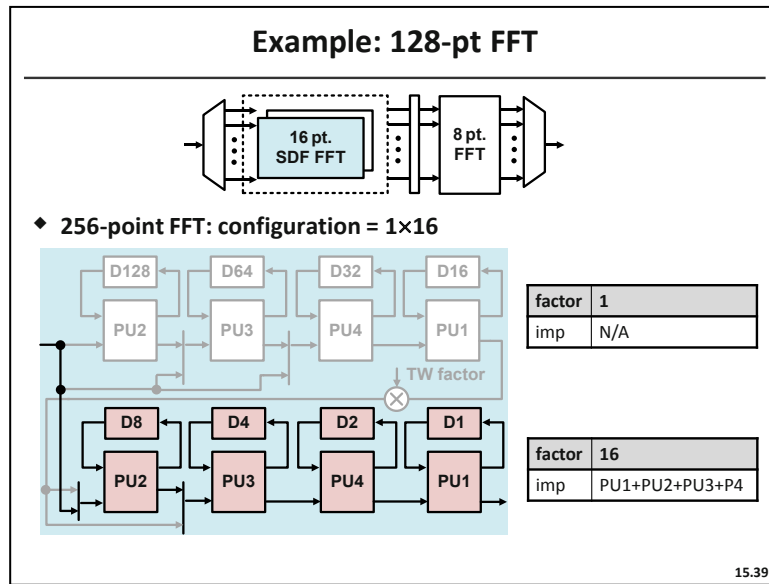 Example: 128-pt FFT
16 pt.
SDF FFT
8 pt.
FFT
◆ 256-point FFT: configuration = 1×16
D128 D64 D32 D16
PU2 PU3 PU4 PU1
TW factor
D8 D4 D2 D1
PU2 PU3 PU4 PU1
factor 1
imp N/A
factor 16
imp PU1+PU2+PU3+P4
15.39